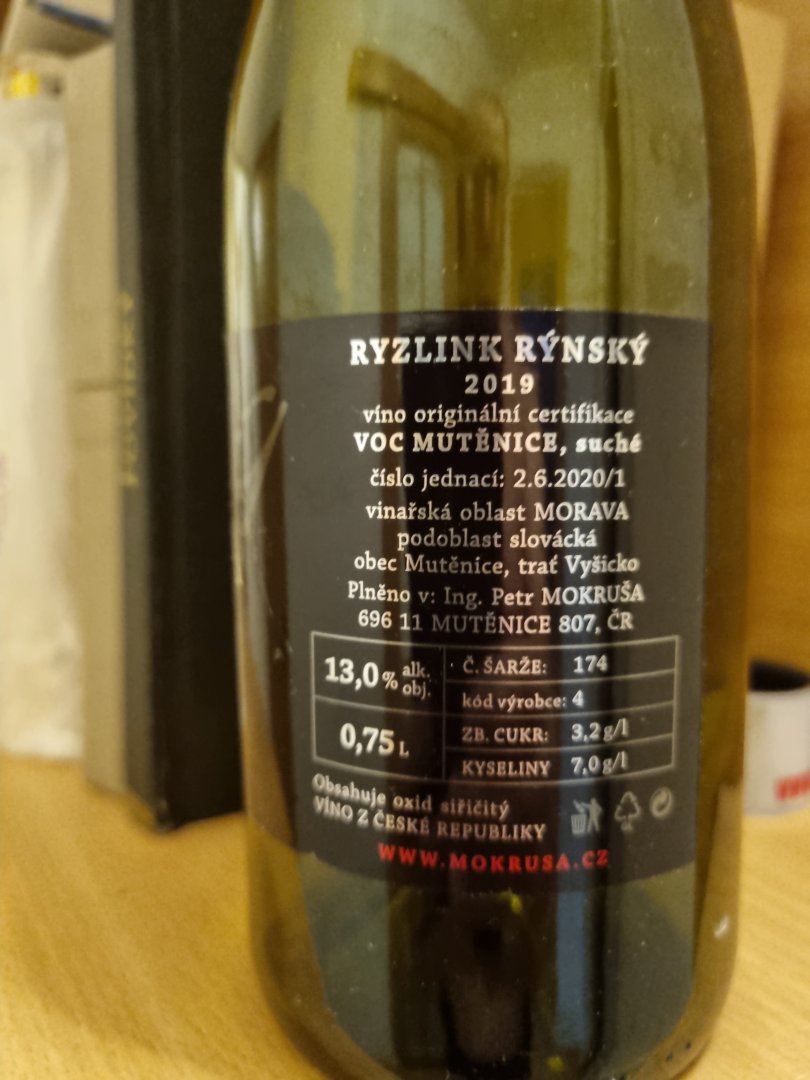 RYZLINK RÝNSKÝ
2019
víno originální certifikace
VOC MUTĚNICE, suché
číslo jednací: 2.6.2020/1
vinařská oblast MORAVA
podoblast slovácká
obec Mutěnice, trať Vyšicko
Plněno v: Ing. Petr MOKRUŠA
696 11 MUTĚNICE 807, ČR
13,0% alk. obj.
Č. ŠARŽE: 174
kód výrobce: 4
0,75 L
ZB. CUKR: 3,2 g/l
KYSELINY 7,0 g/l
Obsahuje oxid siřičitý
VÍNO Z ČESKÉ REPUBLIKY
WWW.MOKRUSA.CZ